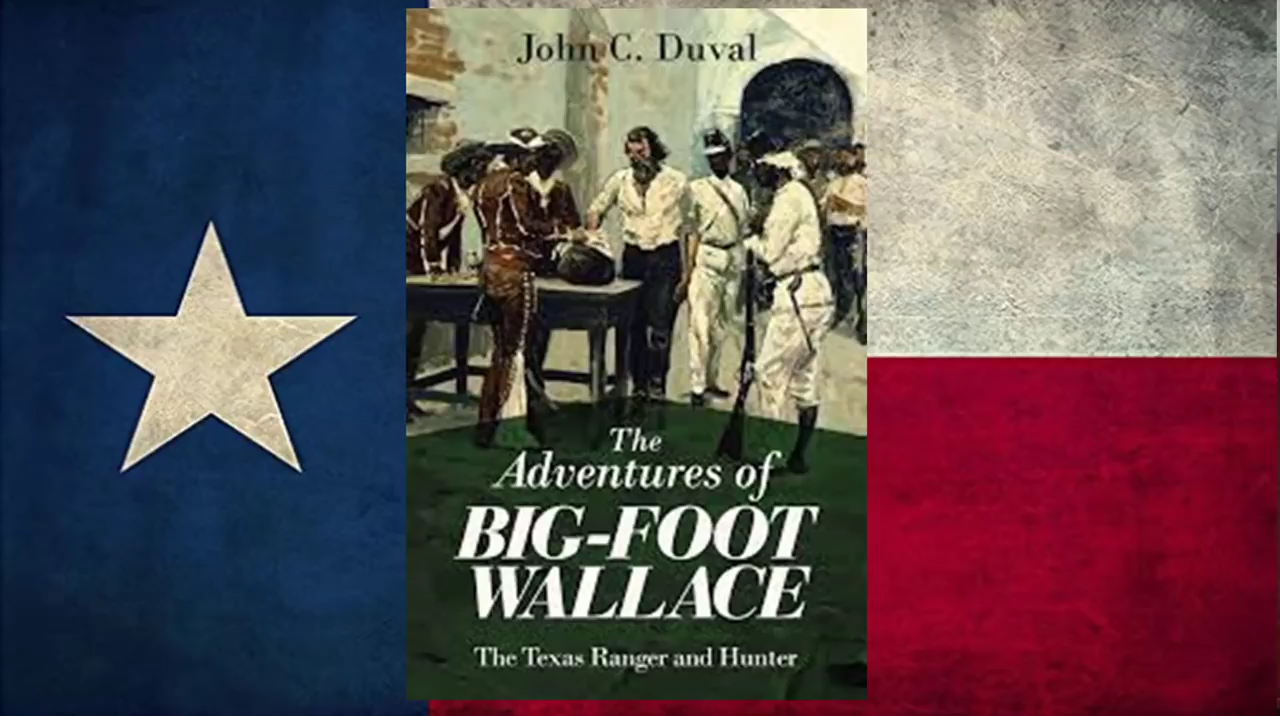 John C. Duval
The
Adventures of
BIG-FOOT
WALLACE
The Texas Ranger and Hunter